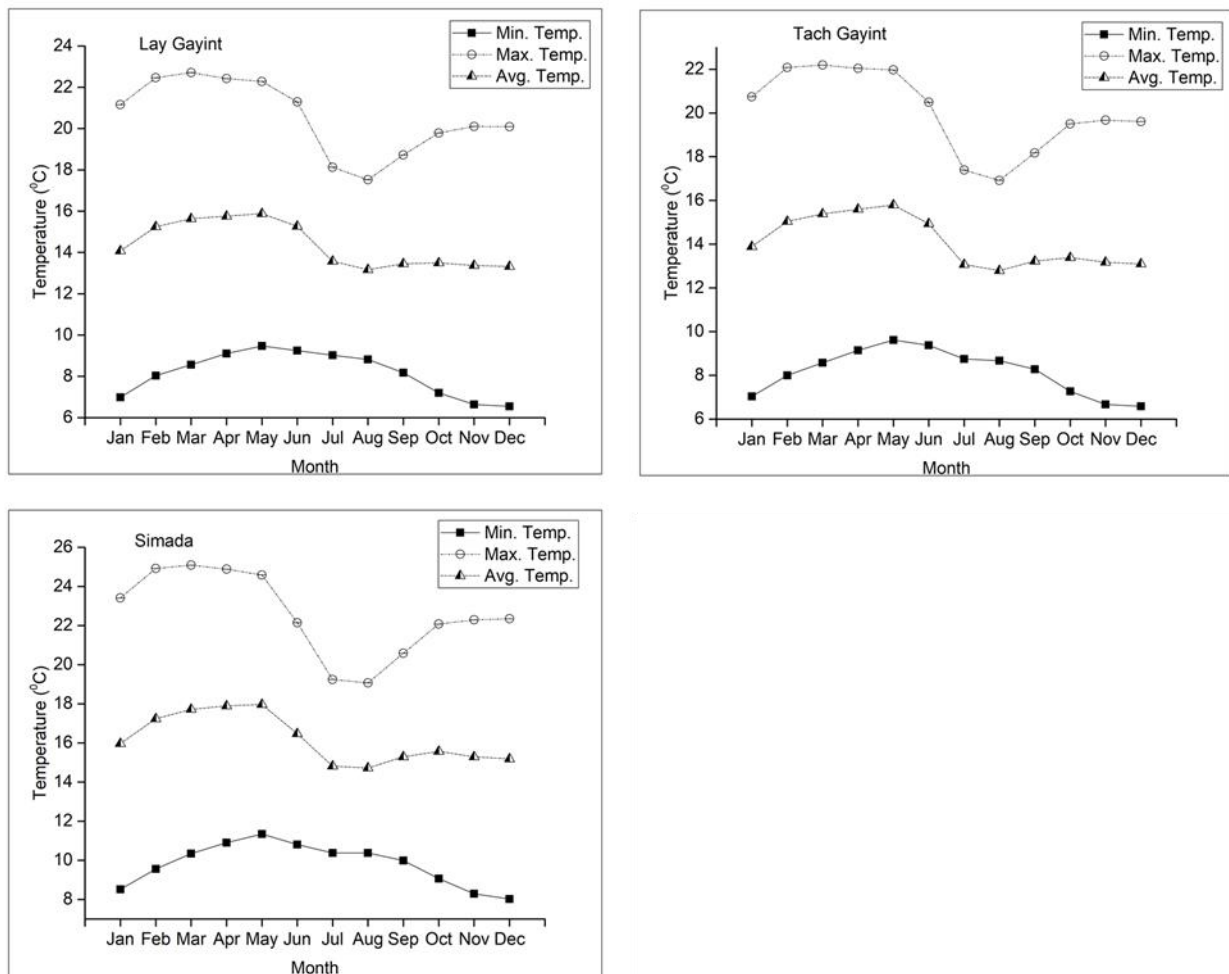 Lay Gayint
Min. Temp.
Max. Temp.
Avg. Temp.
Temperature (⁰C)
24
22
20
18
16
14
12
10
8
6
Jan Feb Mar Apr May Jun Jul Aug Sep Oct Nov Dec
Month
Tach Gayint
Min. Temp.
Max. Temp.
Avg. Temp.
Temperature (⁰C)
22
20
18
16
14
12
10
8
6
Jan Feb Mar Apr May Jun Jul Aug Sep Oct Nov Dec
Month
Simada
Min. Temp.
Max. Temp.
Avg. Temp.
Temperature (⁰C)
26
24
22
20
18
16
14
12
10
8
Jan Feb Mar Apr May Jun Jul Aug Sep Oct Nov Dec
Month